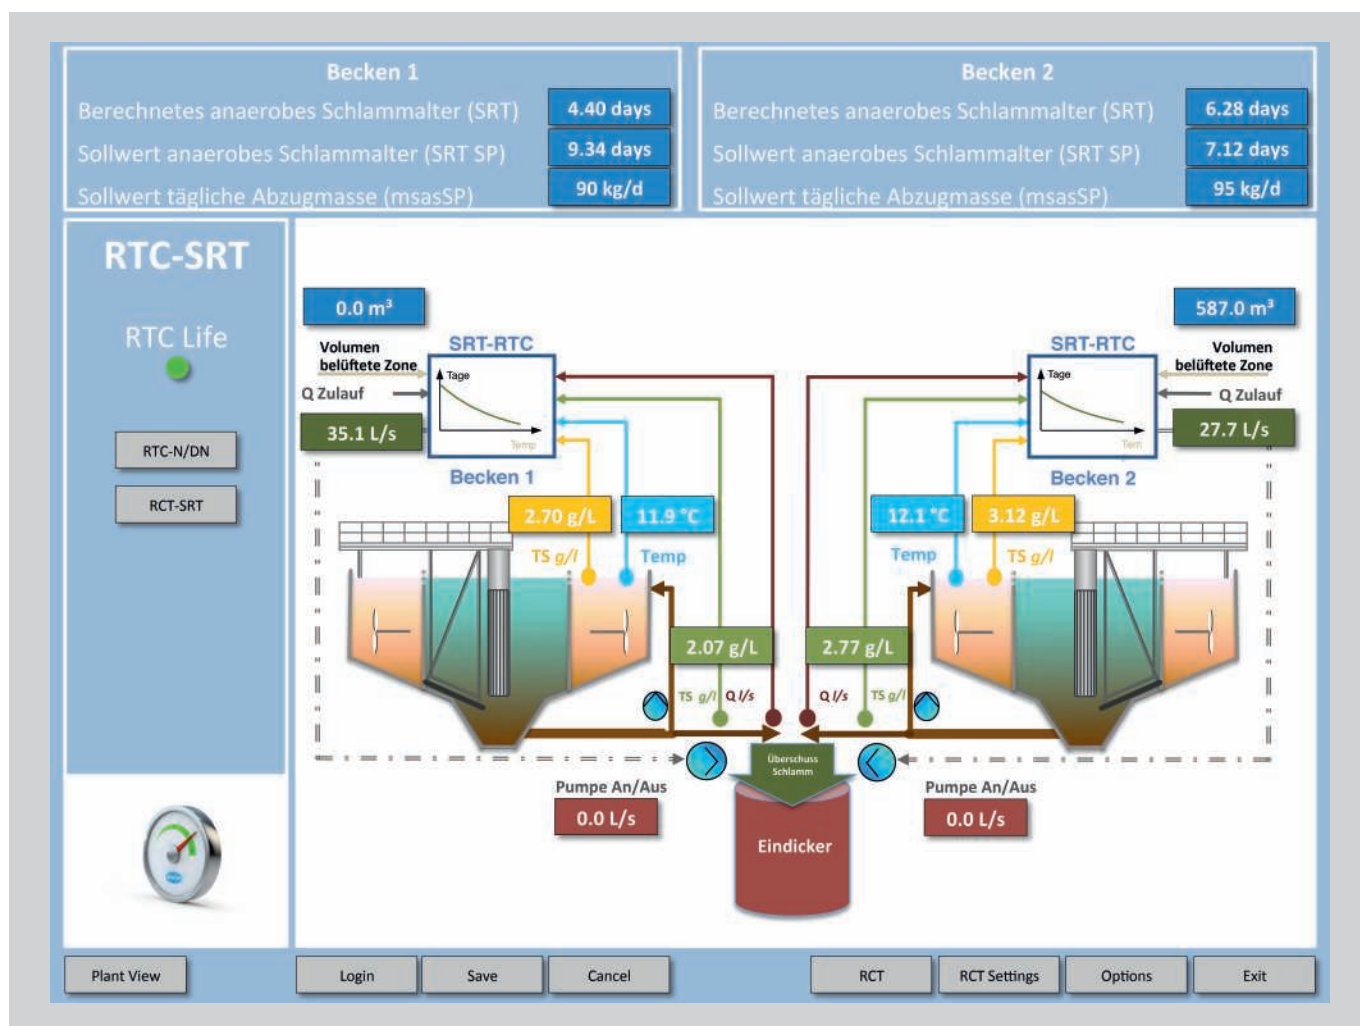 Becken 1
Berechnetes anaerobes Schlammalter (SRT)
4.40 days
Sollwert anaerobes Schlammalter (SRT SP)
9.34 days
Sollwert tägliche Abzugmasse (msasSP)
90 kg/d
Becken 2
Berechnetes anaerobes Schlammalter (SRT)
6.28 days
Sollwert anaerobes Schlammalter (SRT SP)
7.12 days
Sollwert tägliche Abzugmasse (msasSP)
95 kg/d
RTC-SRT
RTC Life
RTC-N/DN
RCT-SRT
0.0 m³
Volumen
belüftete Zone
Q Zulauf
35.1 L/s
SRT-RTC
Tage
Temp
Becken 1
2.70 g/L
11.9 °C
TS g/l
Temp
2.07 g/L
TS g/l
Q l/s
Pumpe An/Aus
0.0 L/s
587.0 m³
Volumen
belüftete Zone
Q Zulauf
27.7 L/s
SRT-RTC
Tage
Tem
Becken 2
12.1 °C
3.12 g/L
Temp
TS g/l
2.77 g/L
Q l/s
TS g/l
Pumpe An/Aus
0.0 L/s
Überschuss
Schlamm
Eindicker
Plant View
Login
Save
Cancel
RCT
RCT Settings
Options
Exit